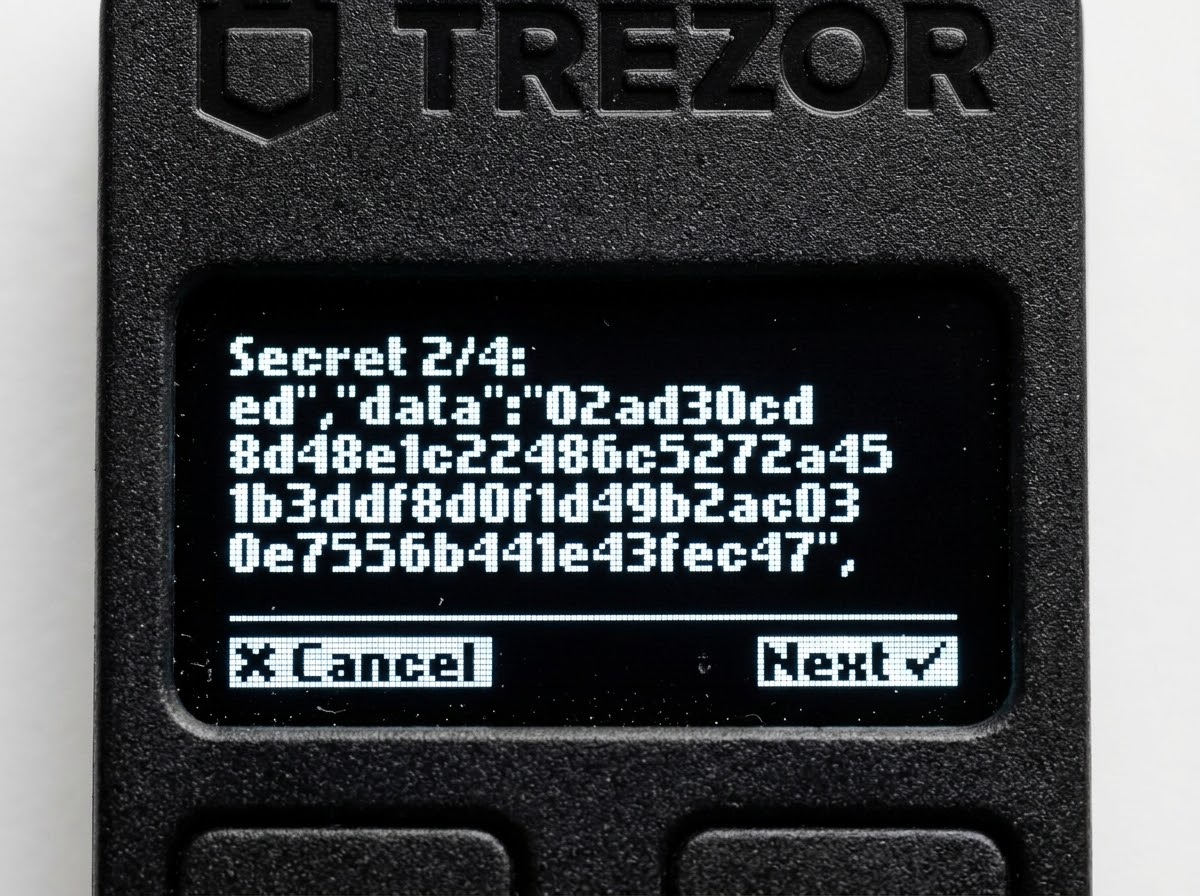 TREZOR
Secret 2/4:
ed","data":"02ad30cd
8d48e1c22486c5272a45
1b3ddf8d0f1d49b2ac03
0e7556b441e43fec47",
Cancel Next